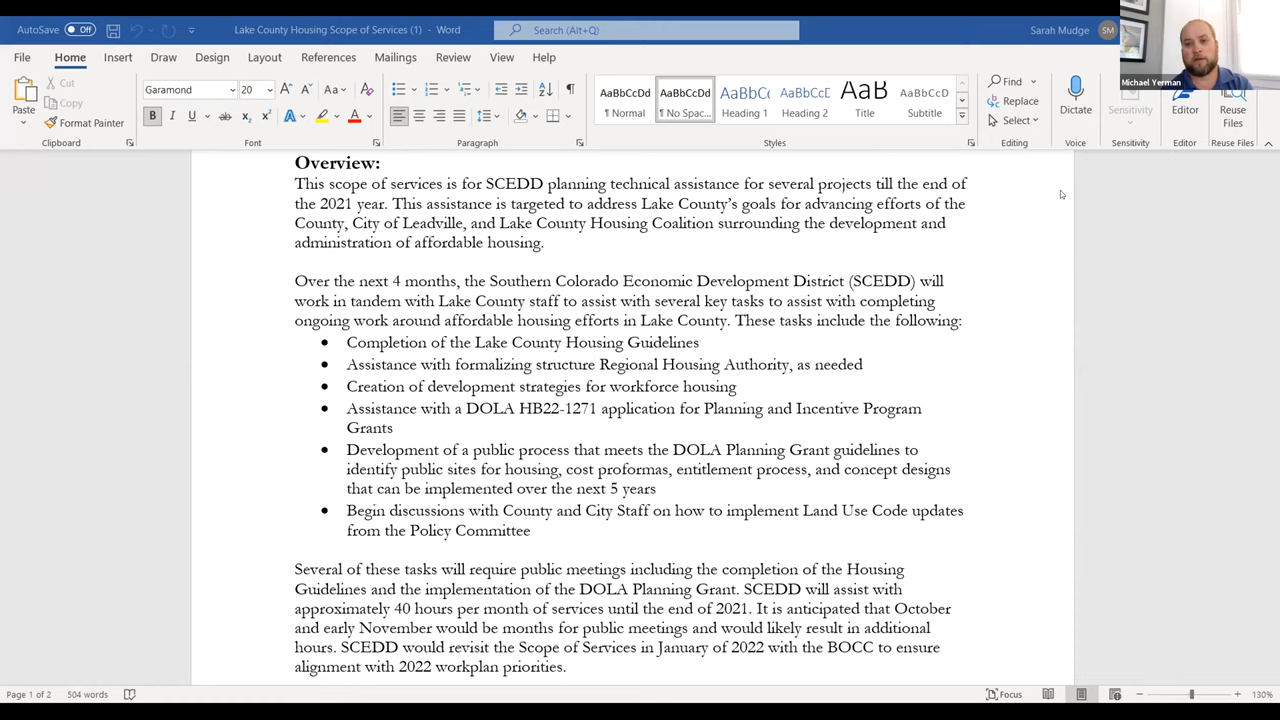 AutoSave Off Lake County Housing Scope of Services (1) - Word Search (Alt+Q) Sarah Mudge SM
Michael Yerman
File Home Insert Draw Design Layout References Mailings Review View Help
Paste Cut Copy Format Painter
Garamond 20 A A Aa A
B I U ab x₂ x² A A
AaBbCcDd AaBbCcDd AaBbCc AaBbCcC AaB AaBbCcD
¶ Normal ¶ No Spac... Heading 1 Heading 2 Title Subtitle
Find Replace Select
Dictate Sensitivity Editor Reuse Files
Clipboard Font Paragraph Styles Editing Voice Sensitivity Editor Reuse Files
Overview:
This scope of services is for SCEDD planning technical assistance for several projects till the end of
the 2021 year. This assistance is targeted to address Lake County’s goals for advancing efforts of the
County, City of Leadville, and Lake County Housing Coalition surrounding the development and
administration of affordable housing.
Over the next 4 months, the Southern Colorado Economic Development District (SCEDD) will
work in tandem with Lake County staff to assist with several key tasks to assist with completing
ongoing work around affordable housing efforts in Lake County. These tasks include the following:
• Completion of the Lake County Housing Guidelines
• Assistance with formalizing structure Regional Housing Authority, as needed
• Creation of development strategies for workforce housing
• Assistance with a DOLA HB22-1271 application for Planning and Incentive Program
Grants
• Development of a public process that meets the DOLA Planning Grant guidelines to
identify public sites for housing, cost proformas, entitlement process, and concept designs
that can be implemented over the next 5 years
• Begin discussions with County and City Staff on how to implement Land Use Code updates
from the Policy Committee
Several of these tasks will require public meetings including the completion of the Housing
Guidelines and the implementation of the DOLA Planning Grant. SCEDD will assist with
approximately 40 hours per month of services until the end of 2021. It is anticipated that October
and early November would be months for public meetings and would likely result in additional
hours. SCEDD would revisit the Scope of Services in January of 2022 with the BOCC to ensure
alignment with 2022 workplan priorities.
Page 1 of 2 504 words Focus 130%